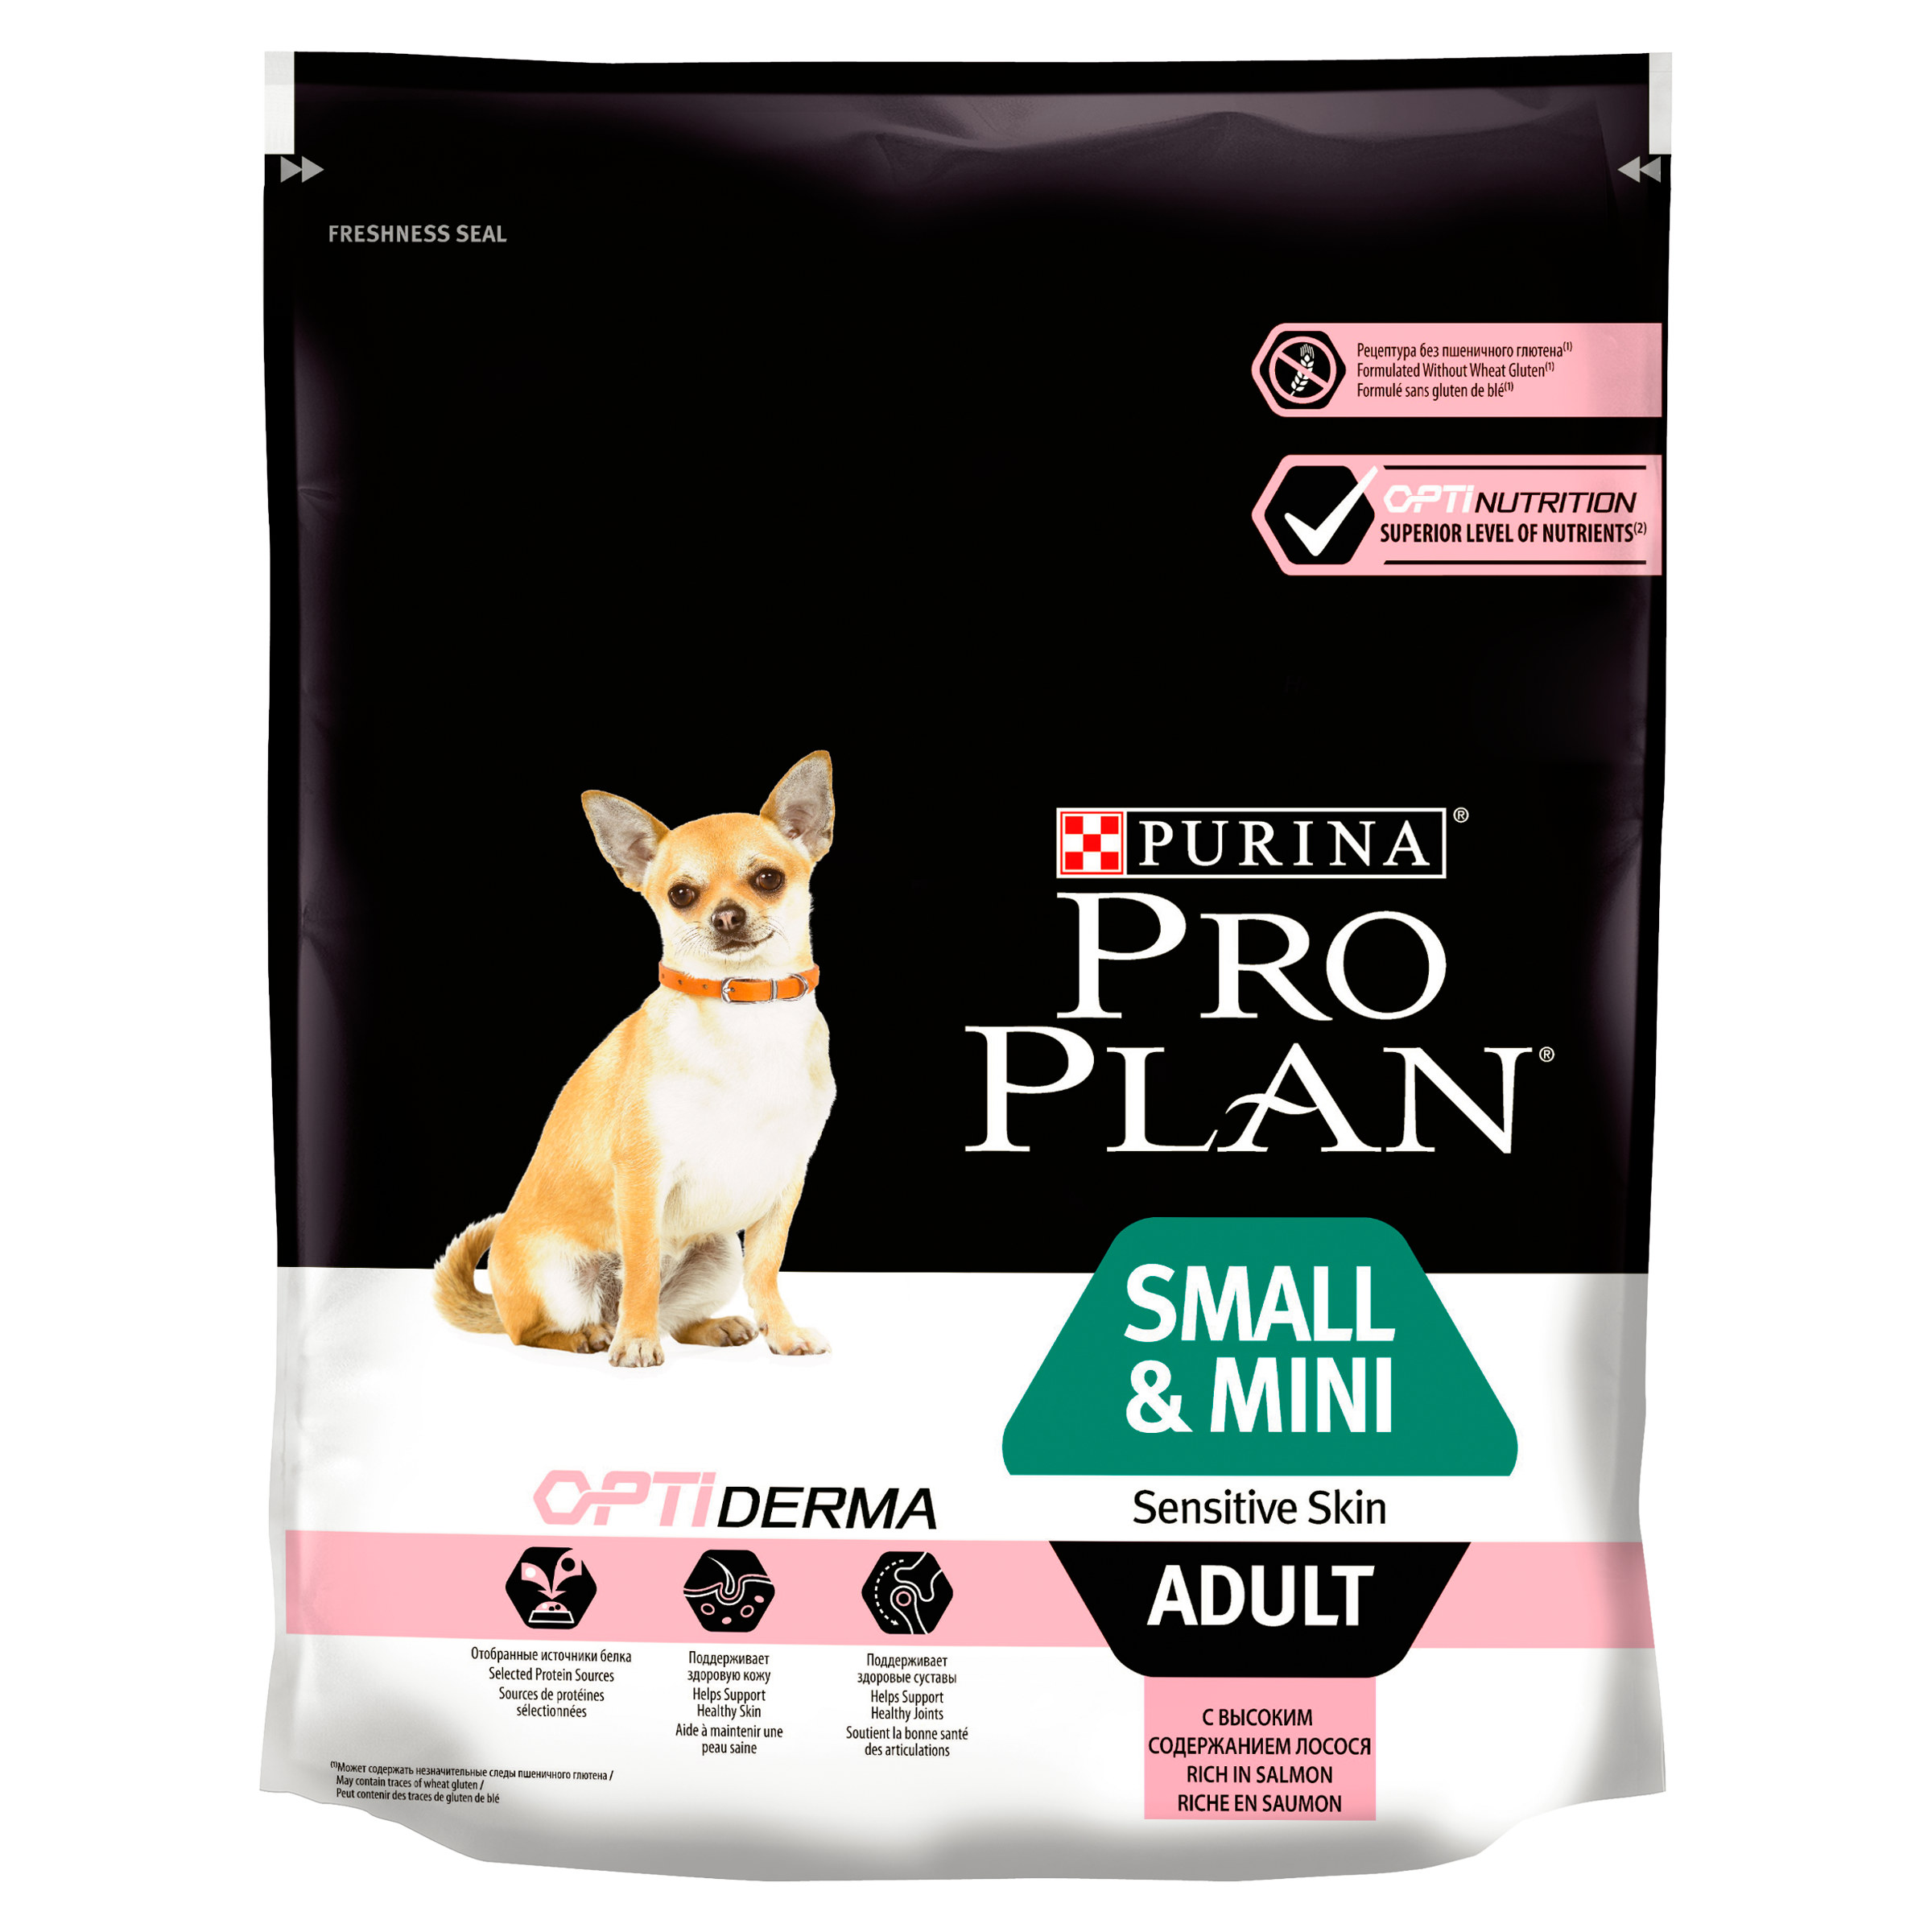 FRESHNESS SEAL
Рецептура без пшеничного глютена(1)
Formulated Without Wheat Gluten(1)
Formulé sans gluten de blé(1)
OPTINUTRITION
SUPERIOR LEVEL OF NUTRIENTS(2)
PURINA®
PRO
PLAN®
SMALL
& MINI
Sensitive Skin
ADULT
С ВЫСОКИМ
СОДЕРЖАНИЕМ ЛОСОСЯ
RICH IN SALMON
RICHE EN SAUMON
OPTIDERMA
Отобранные источники белка
Selected Protein Sources
Sources de protéines
sélectionnées
Поддерживает
здоровую кожу
Helps Support
Healthy Skin
Aide à maintenir une
peau saine
Поддерживает
здоровые суставы
Helps Support
Healthy Joints
Soutient la bonne santé
des articulations
(1)Может содержать незначительные следы пшеничного глютена /
May contain traces of wheat gluten /
Peut contenir des traces de gluten de blé